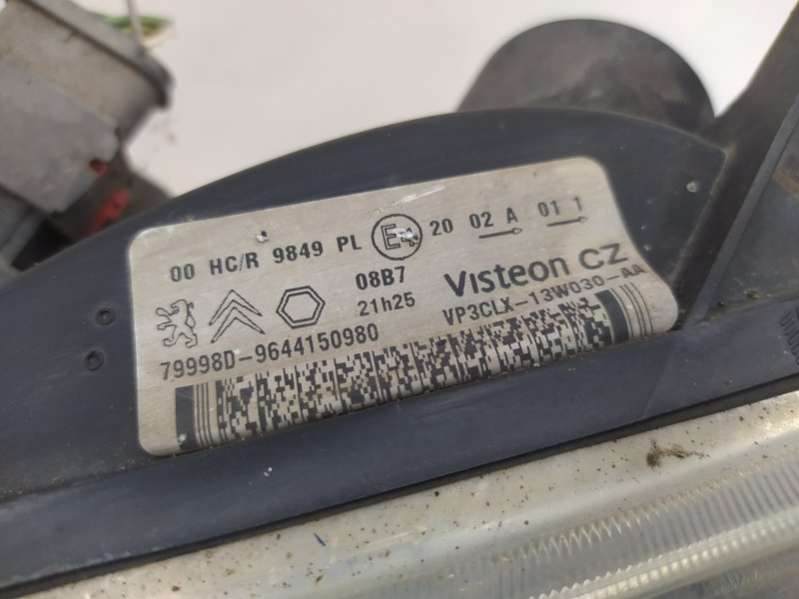 00 HC/R 9849 PL E4 20 02 A 01 1
08B7
21h25
Visteon CZ
VP3CLX-13W030-AA
79998D-9644150980